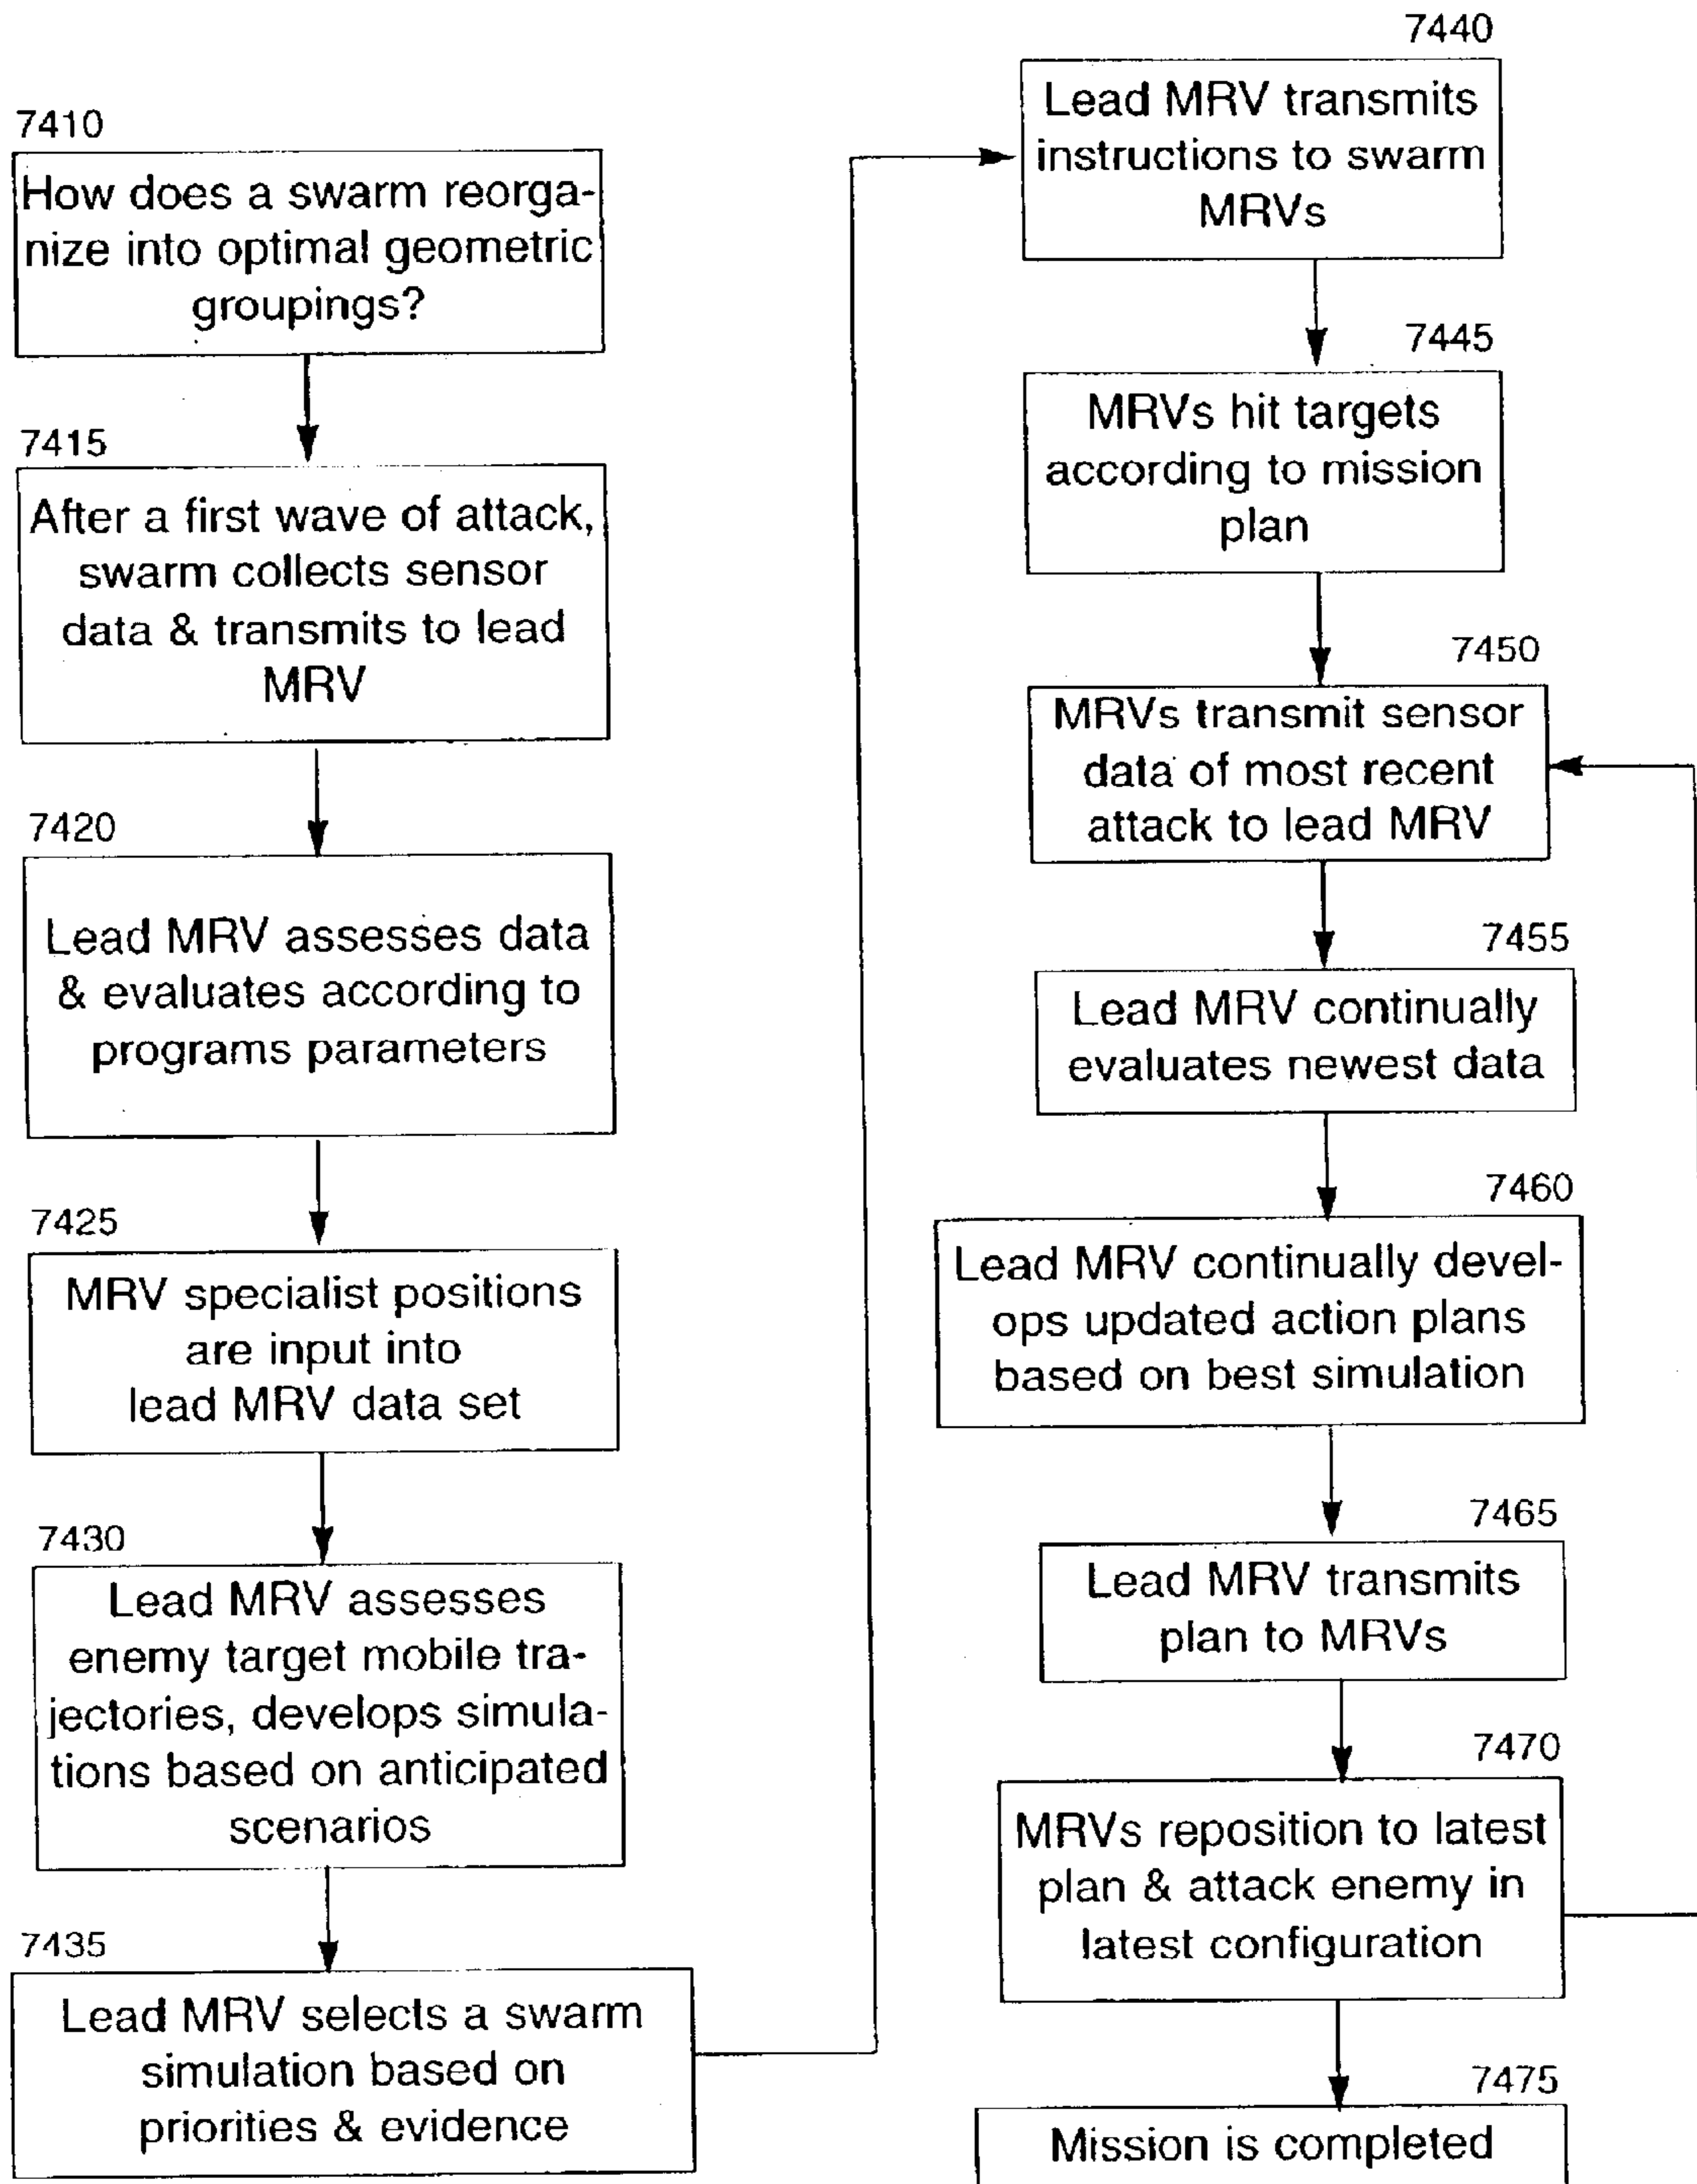 7410
How does a swarm reorga-
nize into optimal geometric
groupings?
7415
After a first wave of attack,
swarm collects sensor
data & transmits to lead
MRV
7420
Lead MRV assesses data
& evaluates according to
programs parameters
7425
MRV specialist positions
are input into
lead MRV data set
7430
Lead MRV assesses
enemy target mobile tra-
jectories, develops simula-
tions based on anticipated
scenarios
7435
Lead MRV selects a swarm
simulation based on
priorities & evidence
7440
Lead MRV transmits
instructions to swarm
MRVs
7445
MRVs hit targets
according to mission
plan
7450
MRVs transmit sensor
data of most recent
attack to lead MRV
7455
Lead MRV continually
evaluates newest data
7460
Lead MRV continually devel-
ops updated action plans
based on best simulation
7465
Lead MRV transmits
plan to MRVs
7470
MRVs reposition to latest
plan & attack enemy in
latest configuration
7475
Mission is completed